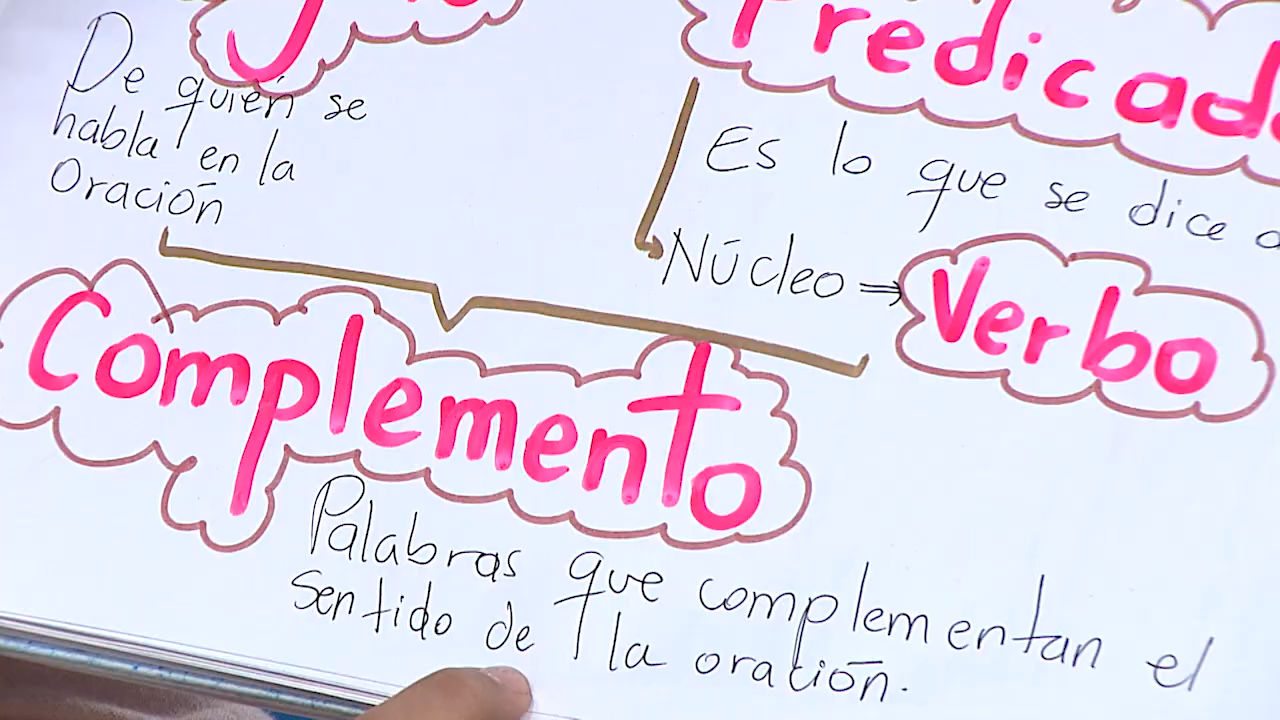 Predicad
De quién se
habla en la
Oración
Es lo que se dice
Núcleo ⇒ Verbo
Complemento
Palabras que complementan el
sentido de la oración.